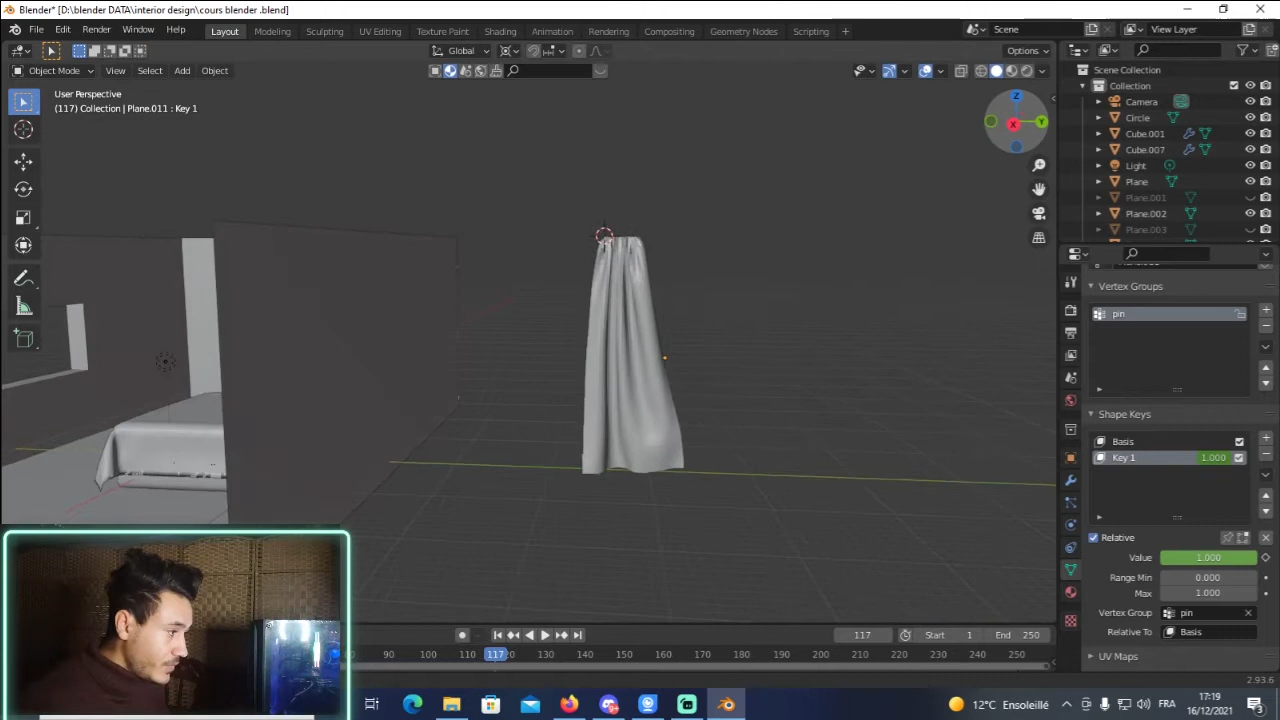 Blender* [D:\blender DATA\interior design\cours blender .blend]
File Edit Render Window Help Layout Modeling Sculpting UV Editing Texture Paint Shading Animation Rendering Compositing Geometry Nodes Scripting + Scene View Layer
Global Options
Object Mode View Select Add Object
User Perspective
(117) Collection | Plane.011 : Key 1
Z
X
Y
Scene Collection
Collection
Camera
Circle
Cube.001
Cube.007
Light
Plane
Plane.001
Plane.002
Plane.003
Vertex Groups
pin
Shape Keys
Basis
Key 1 1.000
Relative
Value 1.000
Range Min 0.000
Max 1.000
Vertex Group pin
Relative To Basis
UV Maps
117 Start 1 End 250
90 100 110 117 120 130 140 150 160 170 180 190 200 210 220 230 240 250
2.93.6
12°C Ensoleillé FRA 17:19
16/12/2021
3